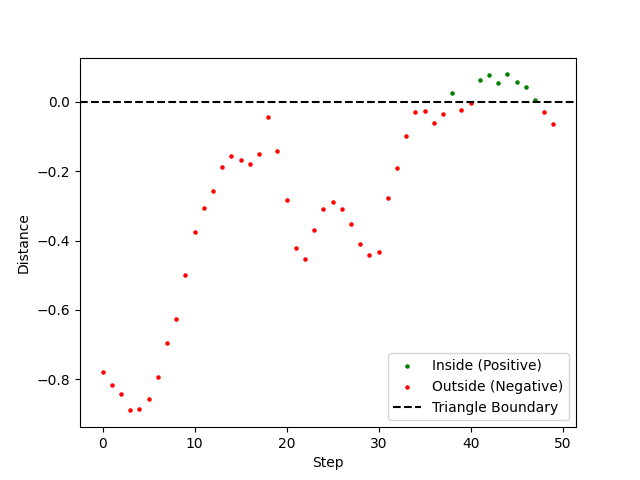 0.0
−0.2
−0.4
−0.6
−0.8
Distance
0
10
20
30
40
50
Step
Inside (Positive)
Outside (Negative)
Triangle Boundary